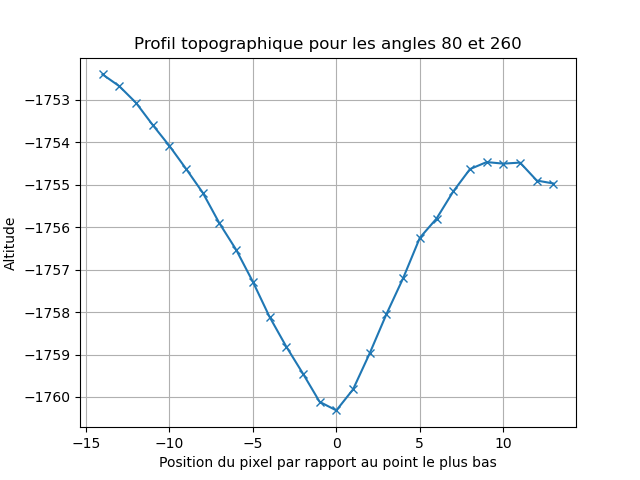 Profil topographique pour les angles 80 et 260
−1753
−1754
−1755
−1756
−1757
−1758
−1759
−1760
Altitude
−15 −10 −5 0 5 10
Position du pixel par rapport au point le plus bas